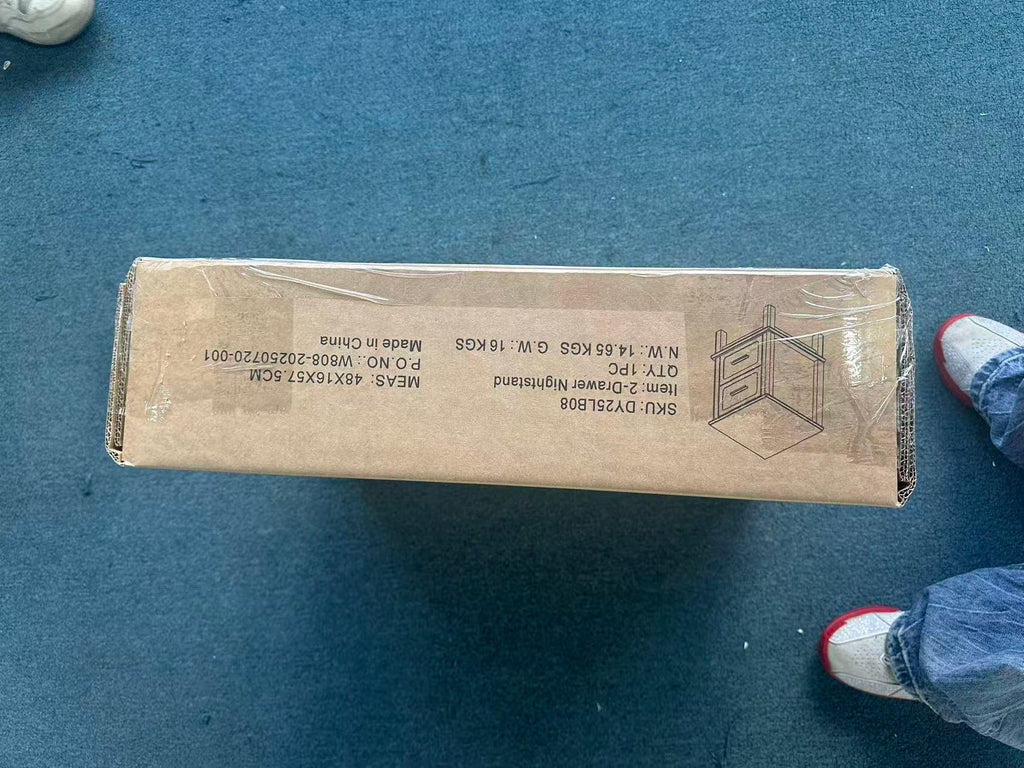 SKU: DY25LB08
Item: 2-Drawer Nightstand
QTY: 1PC
N.W.: 14.65 KGS G.W.: 16 KGS
MEAS: 48X16X57.5CM
P.O.NO.: W808-20250720-001
Made in China